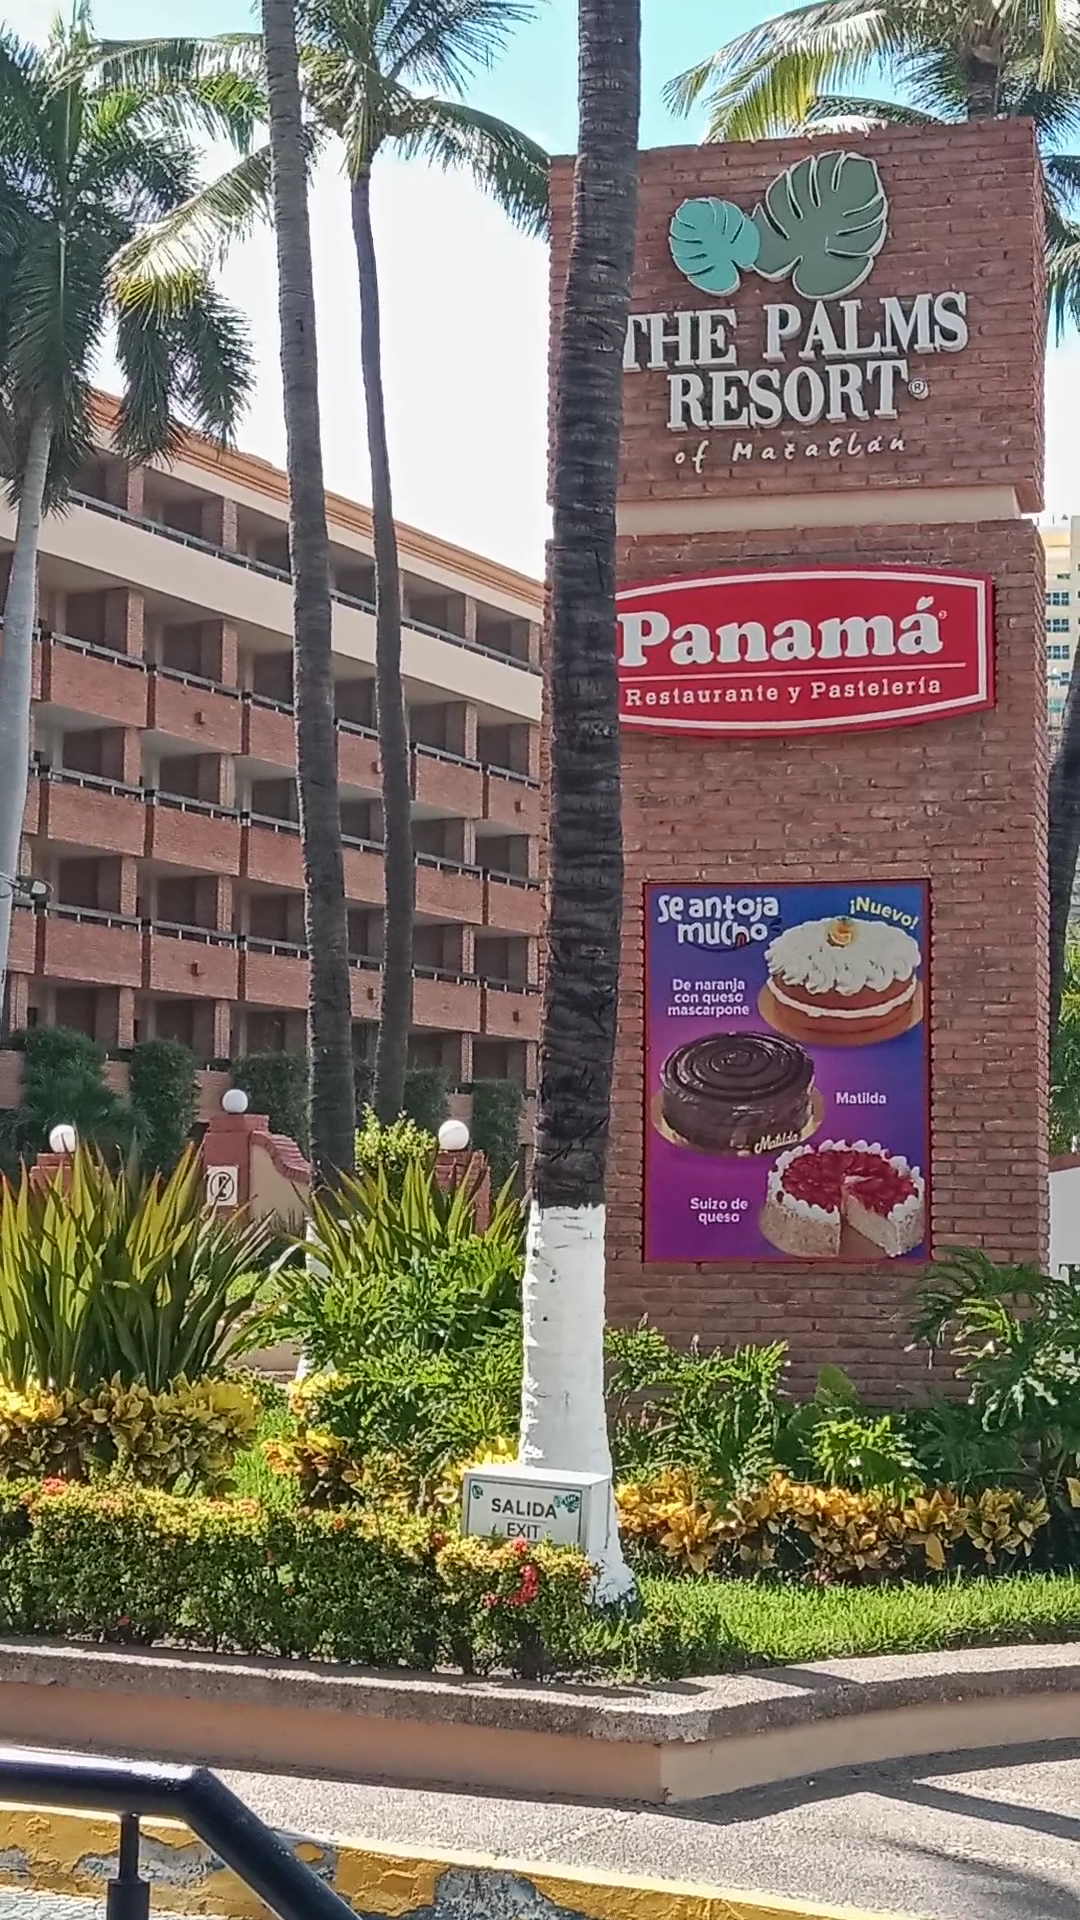 THE PALMS
RESORT®
of Mazatlán
Panamá
Restaurante y Pastelería
Se antoja
mucho
¡Nuevo!
De naranja
con queso
mascarpone
Matilda
Matilda
Suizo de
queso
SALIDA
EXIT